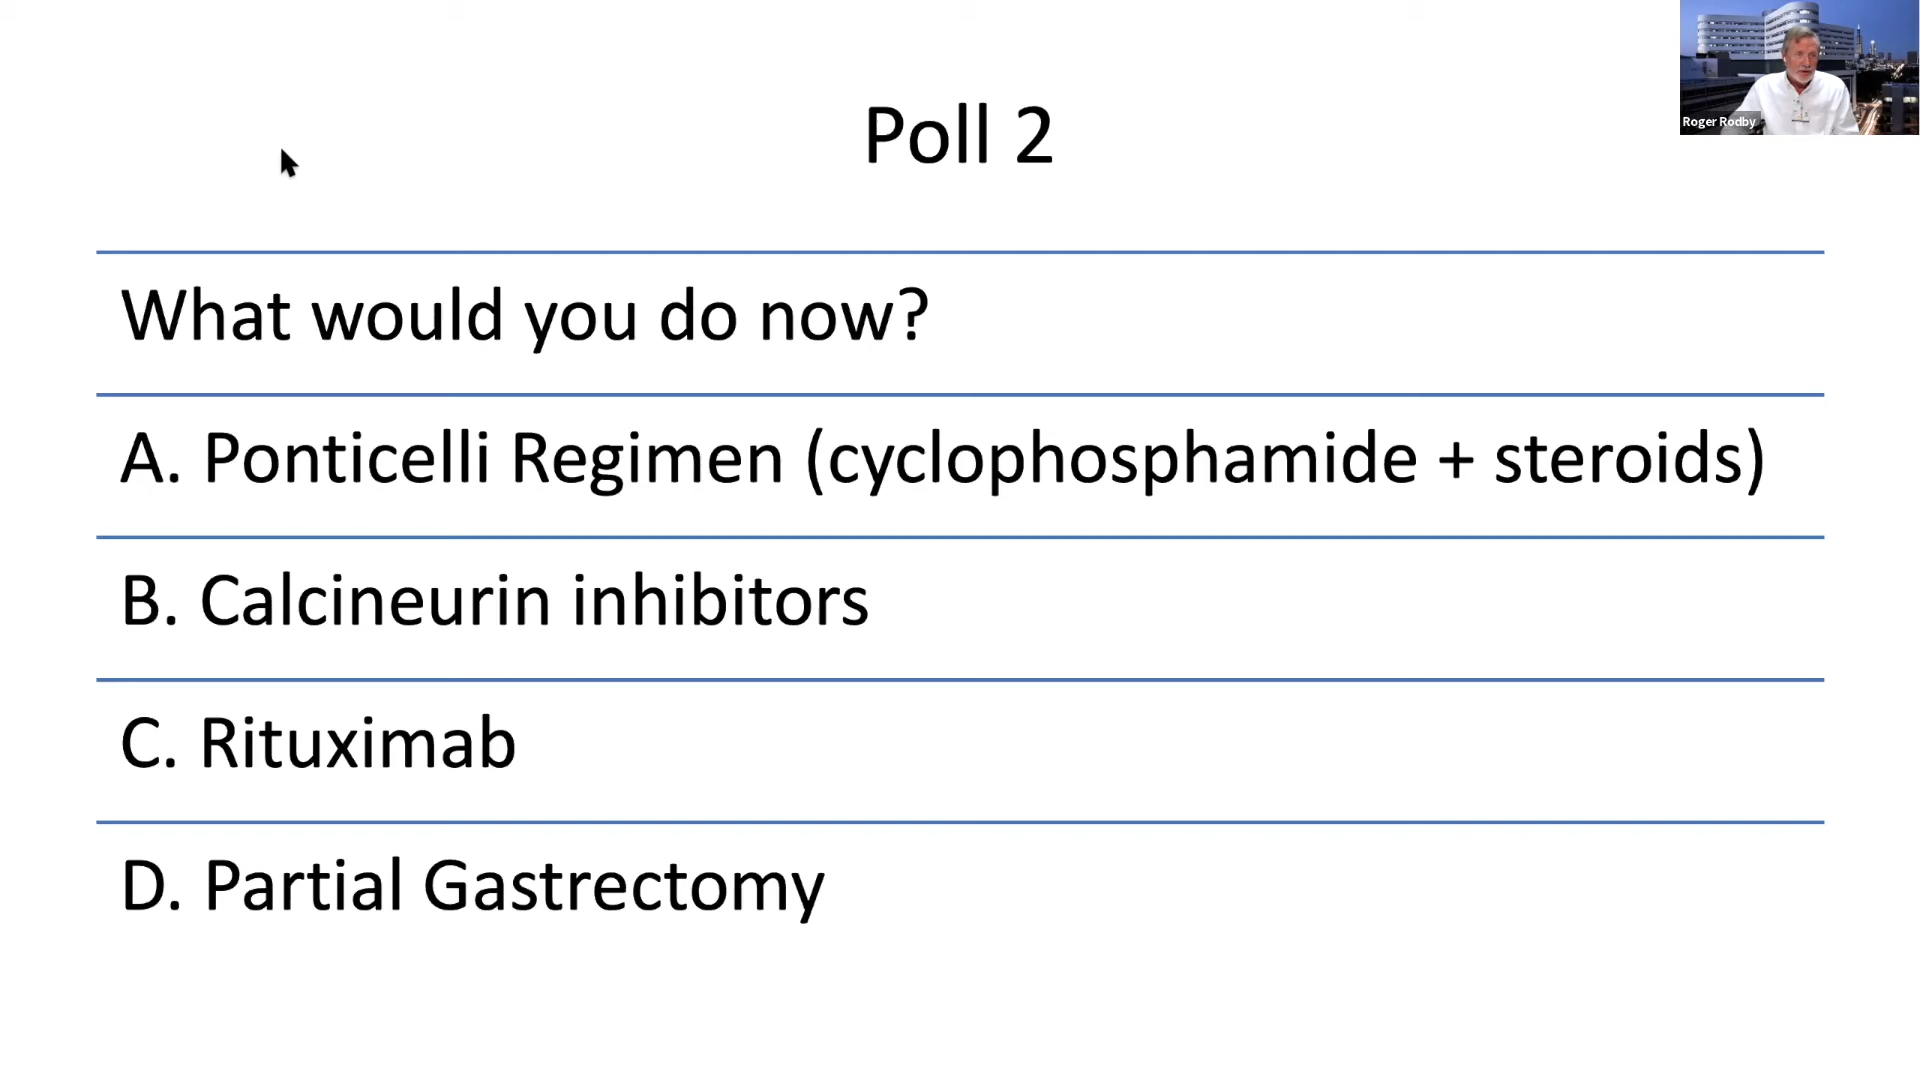 Poll 2
Roger Rodby
What would you do now?
A. Ponticelli Regimen (cyclophosphamide + steroids)
B. Calcineurin inhibitors
C. Rituximab
D. Partial Gastrectomy